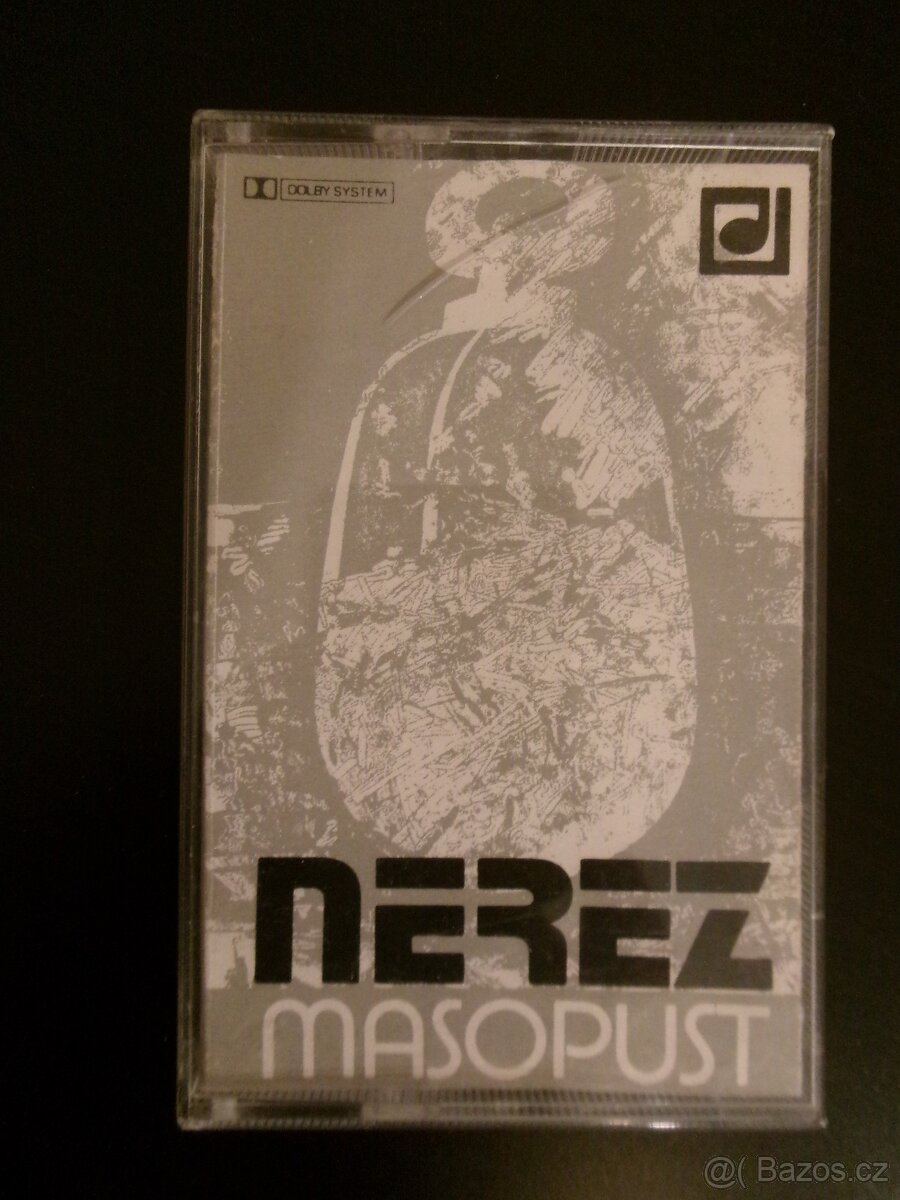 DOLBY SYSTEM
NEREZ
MASOPUST
@( Bazos.cz